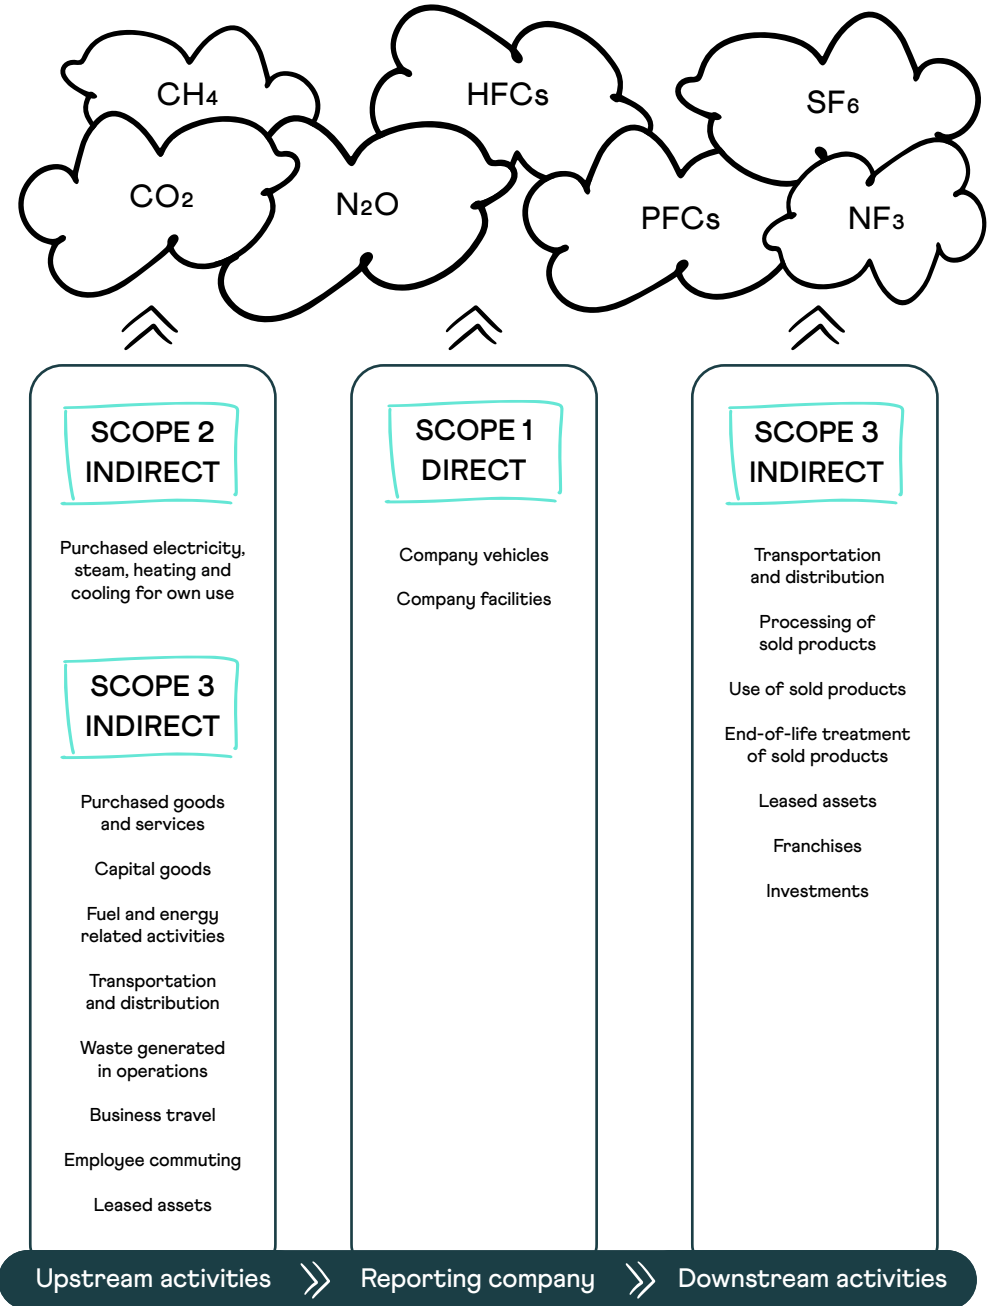 CH4
HFCs
SF6
CO2
N2O
PFCs
NF3
SCOPE 2
INDIRECT
Purchased electricity,
steam, heating and
cooling for own use
SCOPE 3
INDIRECT
Purchased goods
and services
Capital goods
Fuel and energy
related activities
Transportation
and distribution
Waste generated
in operations
Business travel
Employee commuting
Leased assets
SCOPE 1
DIRECT
Company vehicles
Company facilities
SCOPE 3
INDIRECT
Transportation
and distribution
Processing of
sold products
Use of sold products
End-of-life treatment
of sold products
Leased assets
Franchises
Investments
Upstream activities
Reporting company
Downstream activities